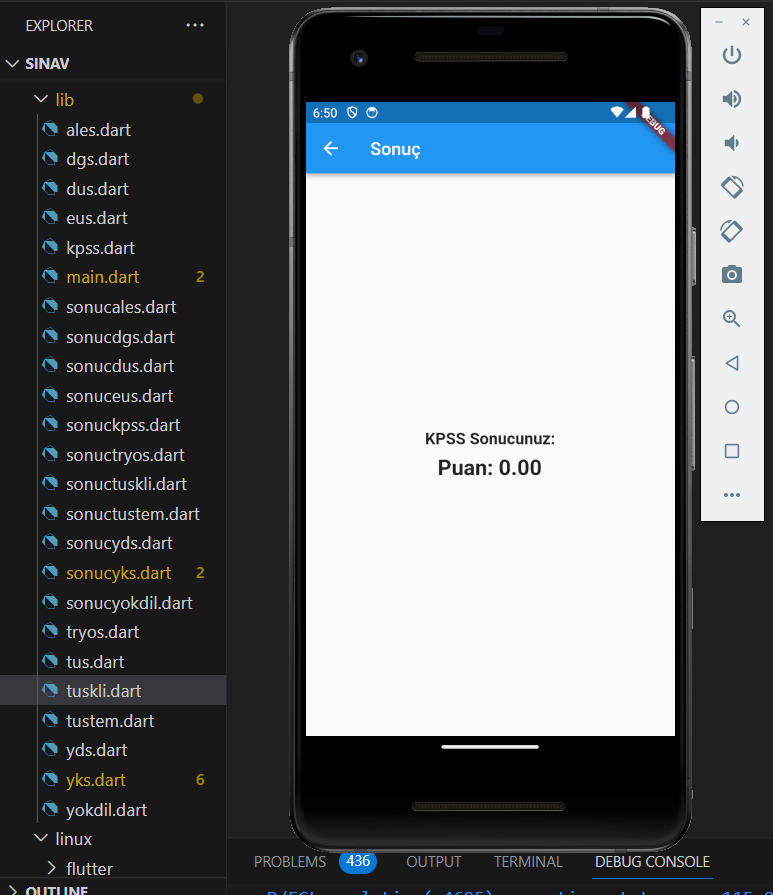 EXPLORER
SINAV
lib
ales.dart
dgs.dart
dus.dart
eus.dart
kpss.dart
main.dart 2
sonucales.dart
sonucdgs.dart
sonucdus.dart
sonuceus.dart
sonuckpss.dart
sonuctryos.dart
sonuctuskli.dart
sonuctustem.dart
sonucyds.dart
sonucyks.dart 2
sonucyokdil.dart
tryos.dart
tus.dart
tuskli.dart
tustem.dart
yds.dart
yks.dart 6
yokdil.dart
linux
flutter
OUTLINE
6:50
Sonuç
KPSS Sonucunuz:
Puan: 0.00
PROBLEMS 436 OUTPUT TERMINAL DEBUG CONSOLE